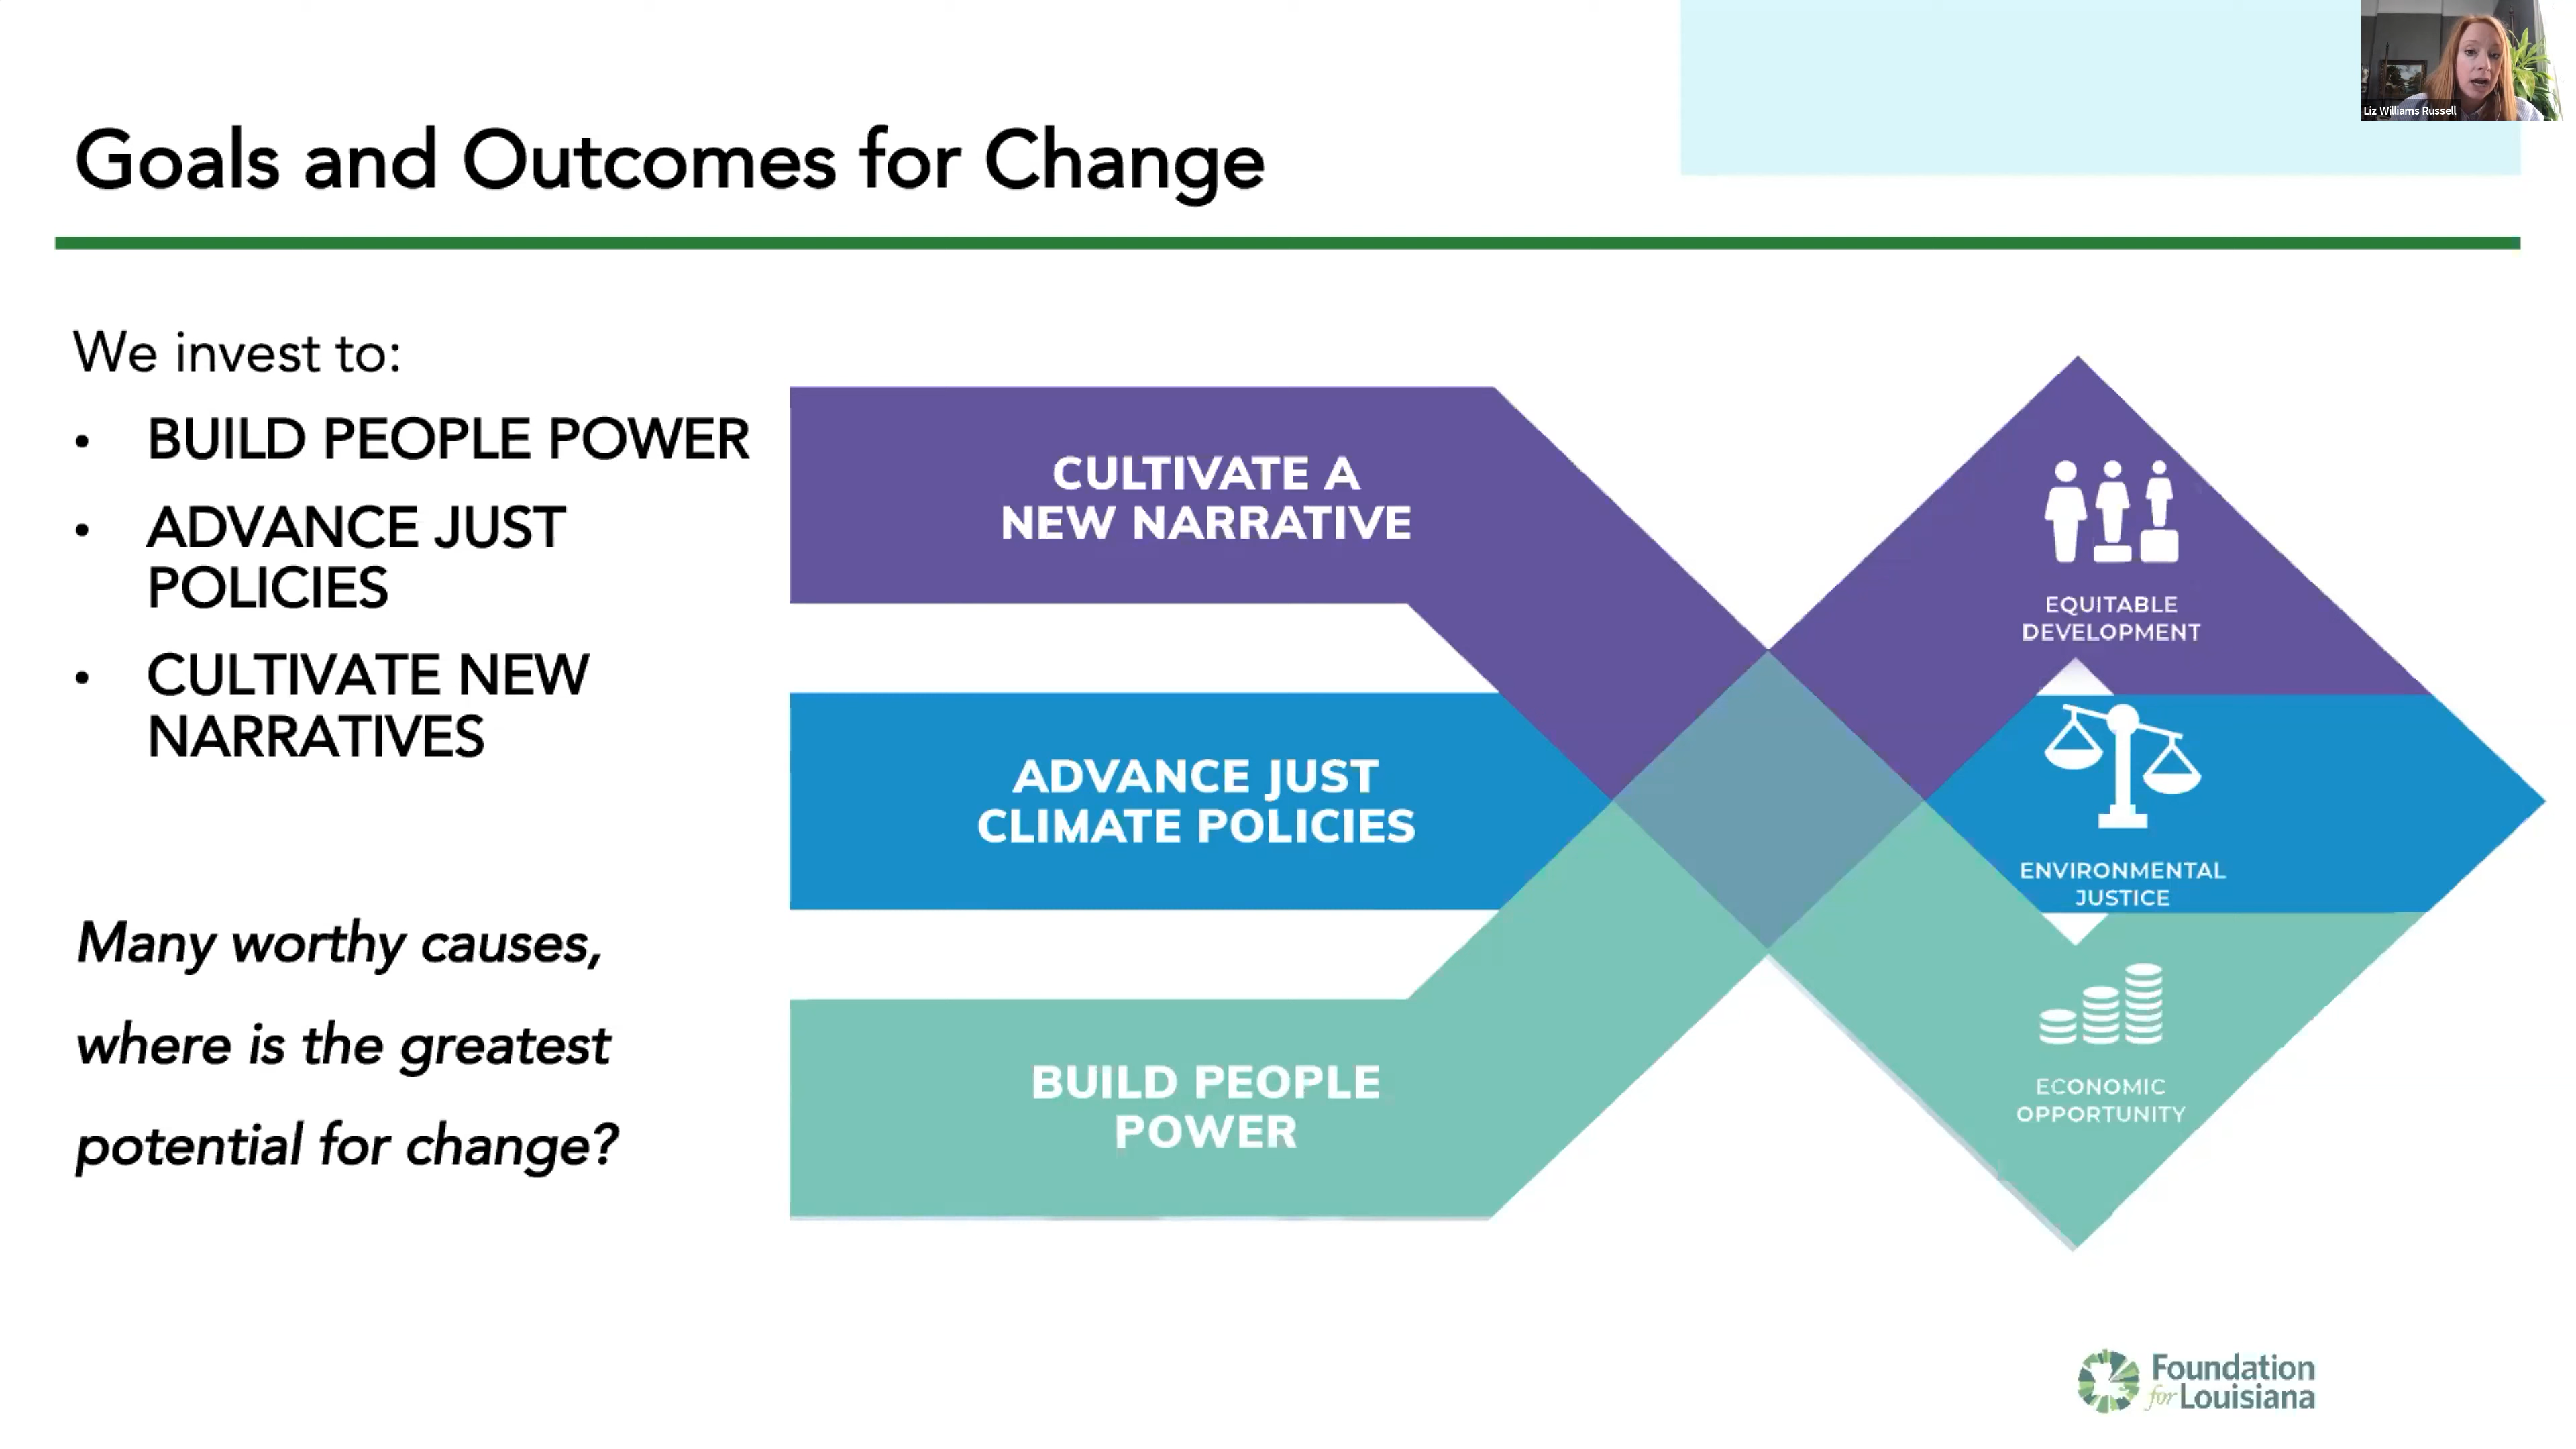 Liz Williams Russell
Goals and Outcomes for Change
We invest to:
• BUILD PEOPLE POWER
• ADVANCE JUST
POLICIES
• CULTIVATE NEW
NARRATIVES
Many worthy causes,
where is the greatest
potential for change?
CULTIVATE A
NEW NARRATIVE
ADVANCE JUST
CLIMATE POLICIES
BUILD PEOPLE
POWER
EQUITABLE
DEVELOPMENT
ENVIRONMENTAL
JUSTICE
ECONOMIC
OPPORTUNITY
Foundation
for Louisiana